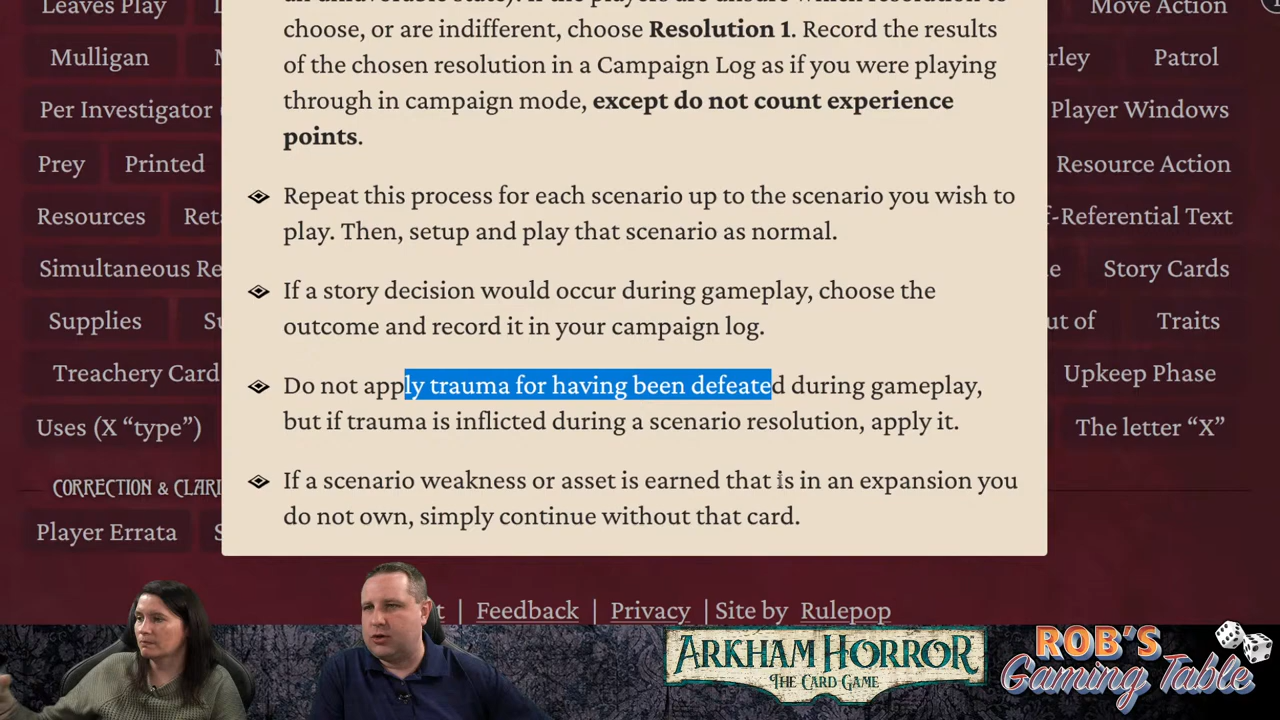 Leaves Play
choose, or are indifferent, choose Resolution 1. Record the results
of the chosen resolution in a Campaign Log as if you were playing
through in campaign mode, except do not count experience
points.
Repeat this process for each scenario up to the scenario you wish to
play. Then, setup and play that scenario as normal.
If a story decision would occur during gameplay, choose the
outcome and record it in your campaign log.
Do not apply trauma for having been defeated during gameplay,
but if trauma is inflicted during a scenario resolution, apply it.
If a scenario weakness or asset is earned that is in an expansion you
do not own, simply continue without that card.
Mulligan
Per Investigator
Prey
Printed
Resources
Simultaneous
Supplies
Treachery Card
Uses (X “type”)
CORRECTION & CLARI
Player Errata
Move Action
Patrol
Player Windows
Resource Action
f-Referential Text
Story Cards
Traits
Upkeep Phase
The letter “X”
| Feedback | Privacy | Site by Rulepop
ARKHAM HORROR
THE CARD GAME
ROB'S
Gaming Table